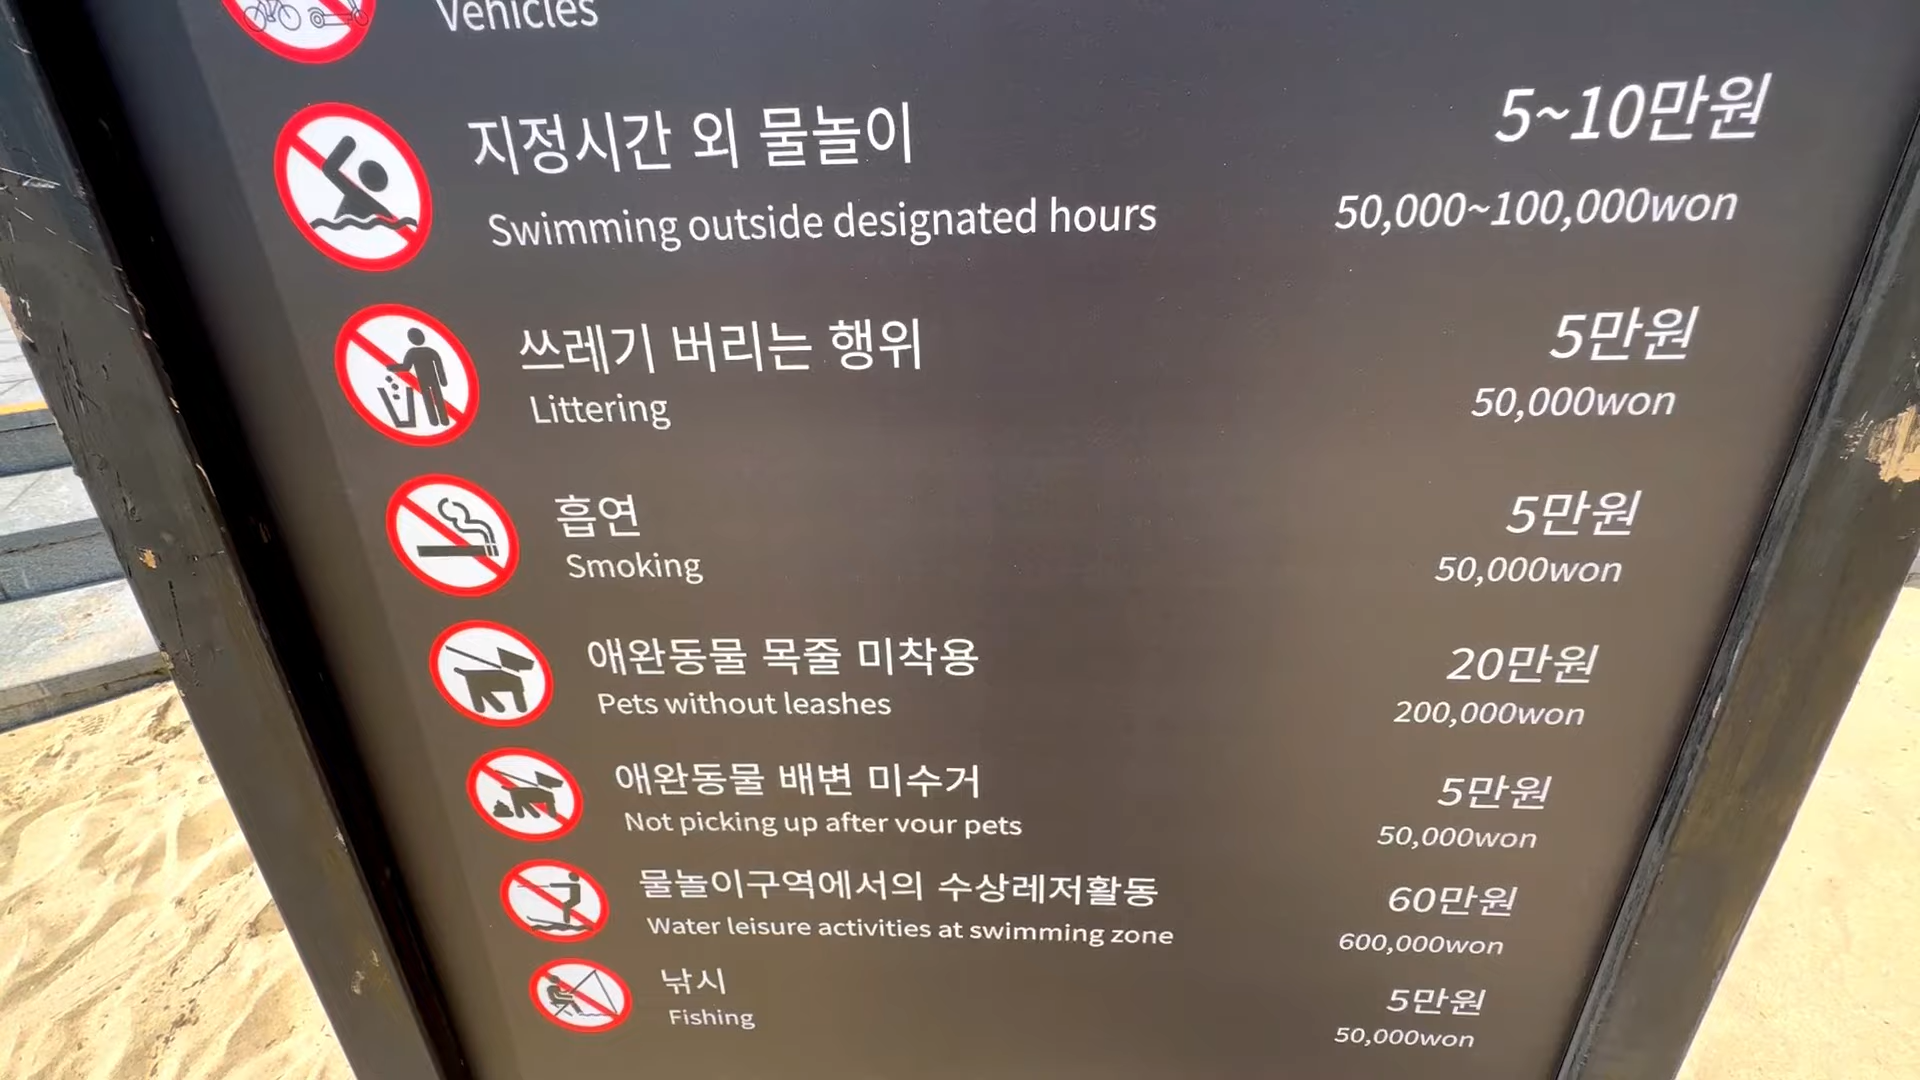 Vehicles
지정시간 외 물놀이 5~10만원
Swimming outside designated hours 50,000~100,000won
쓰레기 버리는 행위 5만원
Littering 50,000won
흡연 5만원
Smoking 50,000won
애완동물 목줄 미착용 20만원
Pets without leashes 200,000won
애완동물 배변 미수거 5만원
Not picking up after your pets 50,000won
물놀이구역에서의 수상레저활동 60만원
Water leisure activities at swimming zone 600,000won
낚시 5만원
Fishing 50,000won